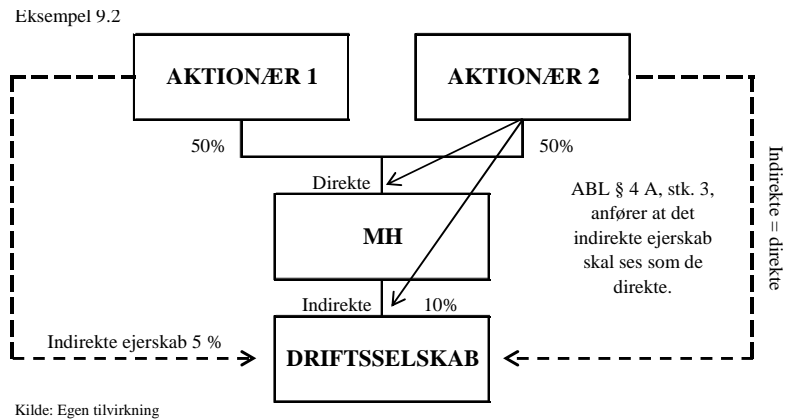 Eksempel 9.2
AKTIONÆR 1
AKTIONÆR 2
50%
50%
Direkte
ABL § 4 A, stk. 3,
anfører at det
indirekte ejerskab
skal ses som de
direkte.
Indirekte = direkte
MH
Indirekte
10%
Indirekte ejerskab 5 %
DRIFTSSELSKAB
Kilde: Egen tilvirkning